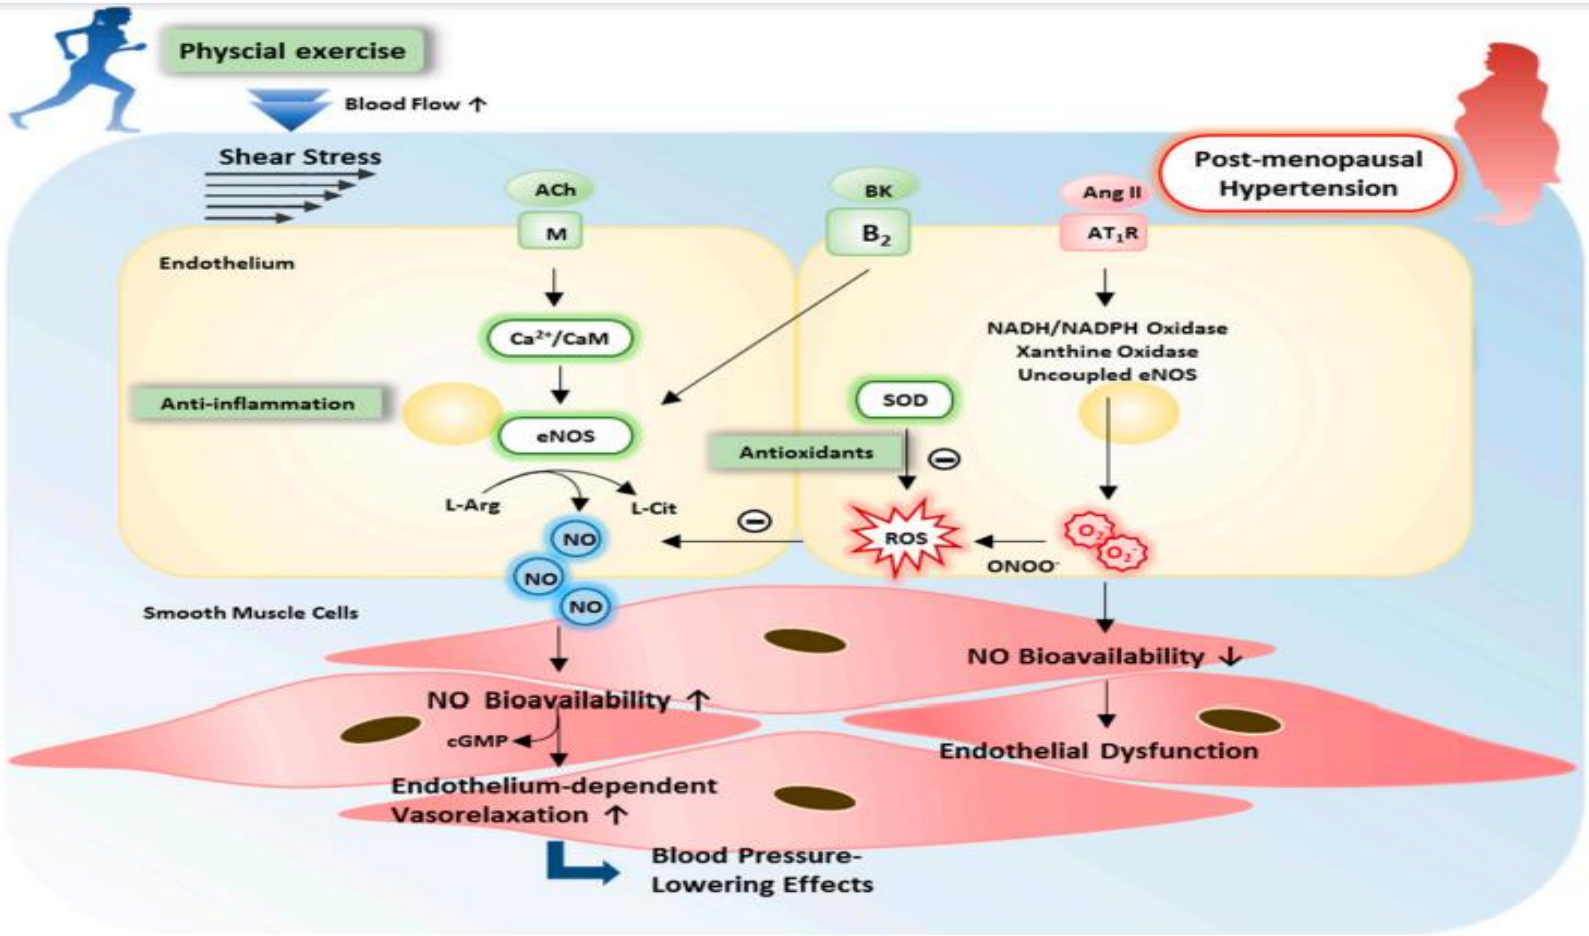 Physcial exercise
Blood Flow ↑
Shear Stress
Post-menopausal
Hypertension
ACh
M
BK
B₂
Ang II
AT₁R
Endothelium
Ca²⁺/CaM
NADH/NADPH Oxidase
Xanthine Oxidase
Uncoupled eNOS
Anti-inflammation
eNOS
SOD
Antioxidants
L-Arg
L-Cit
NO
NO
NO
ROS
O₂⁻
O₂⁻
ONOO⁻
Smooth Muscle Cells
NO Bioavailability ↑
cGMP
Endothelium-dependent
Vasorelaxation ↑
Blood Pressure-
Lowering Effects
NO Bioavailability ↓
Endothelial Dysfunction